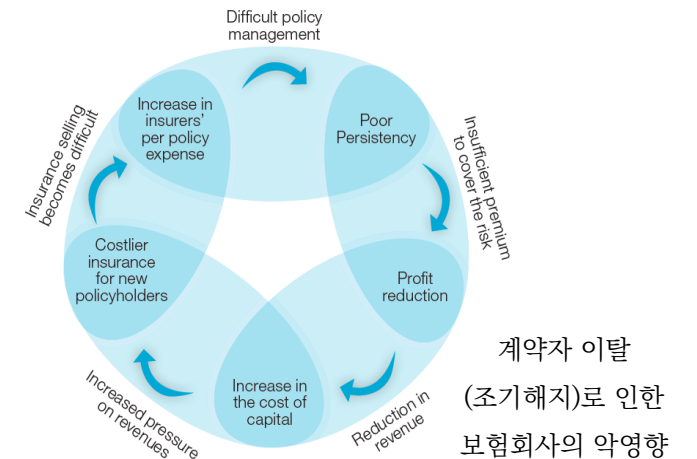 Difficult policy
management
Increase in
insurers'
per policy
expense
Poor
Persistency
Insufficient premium
to cover the risk
Profit
reduction
Reduction in
revenue
Increase in
the cost of
capital
Increased pressure
on revenues
Costlier
insurance
for new
policyholders
Insurance selling
becomes difficult
계약자 이탈
(조기해지)로 인한
보험회사의 악영향